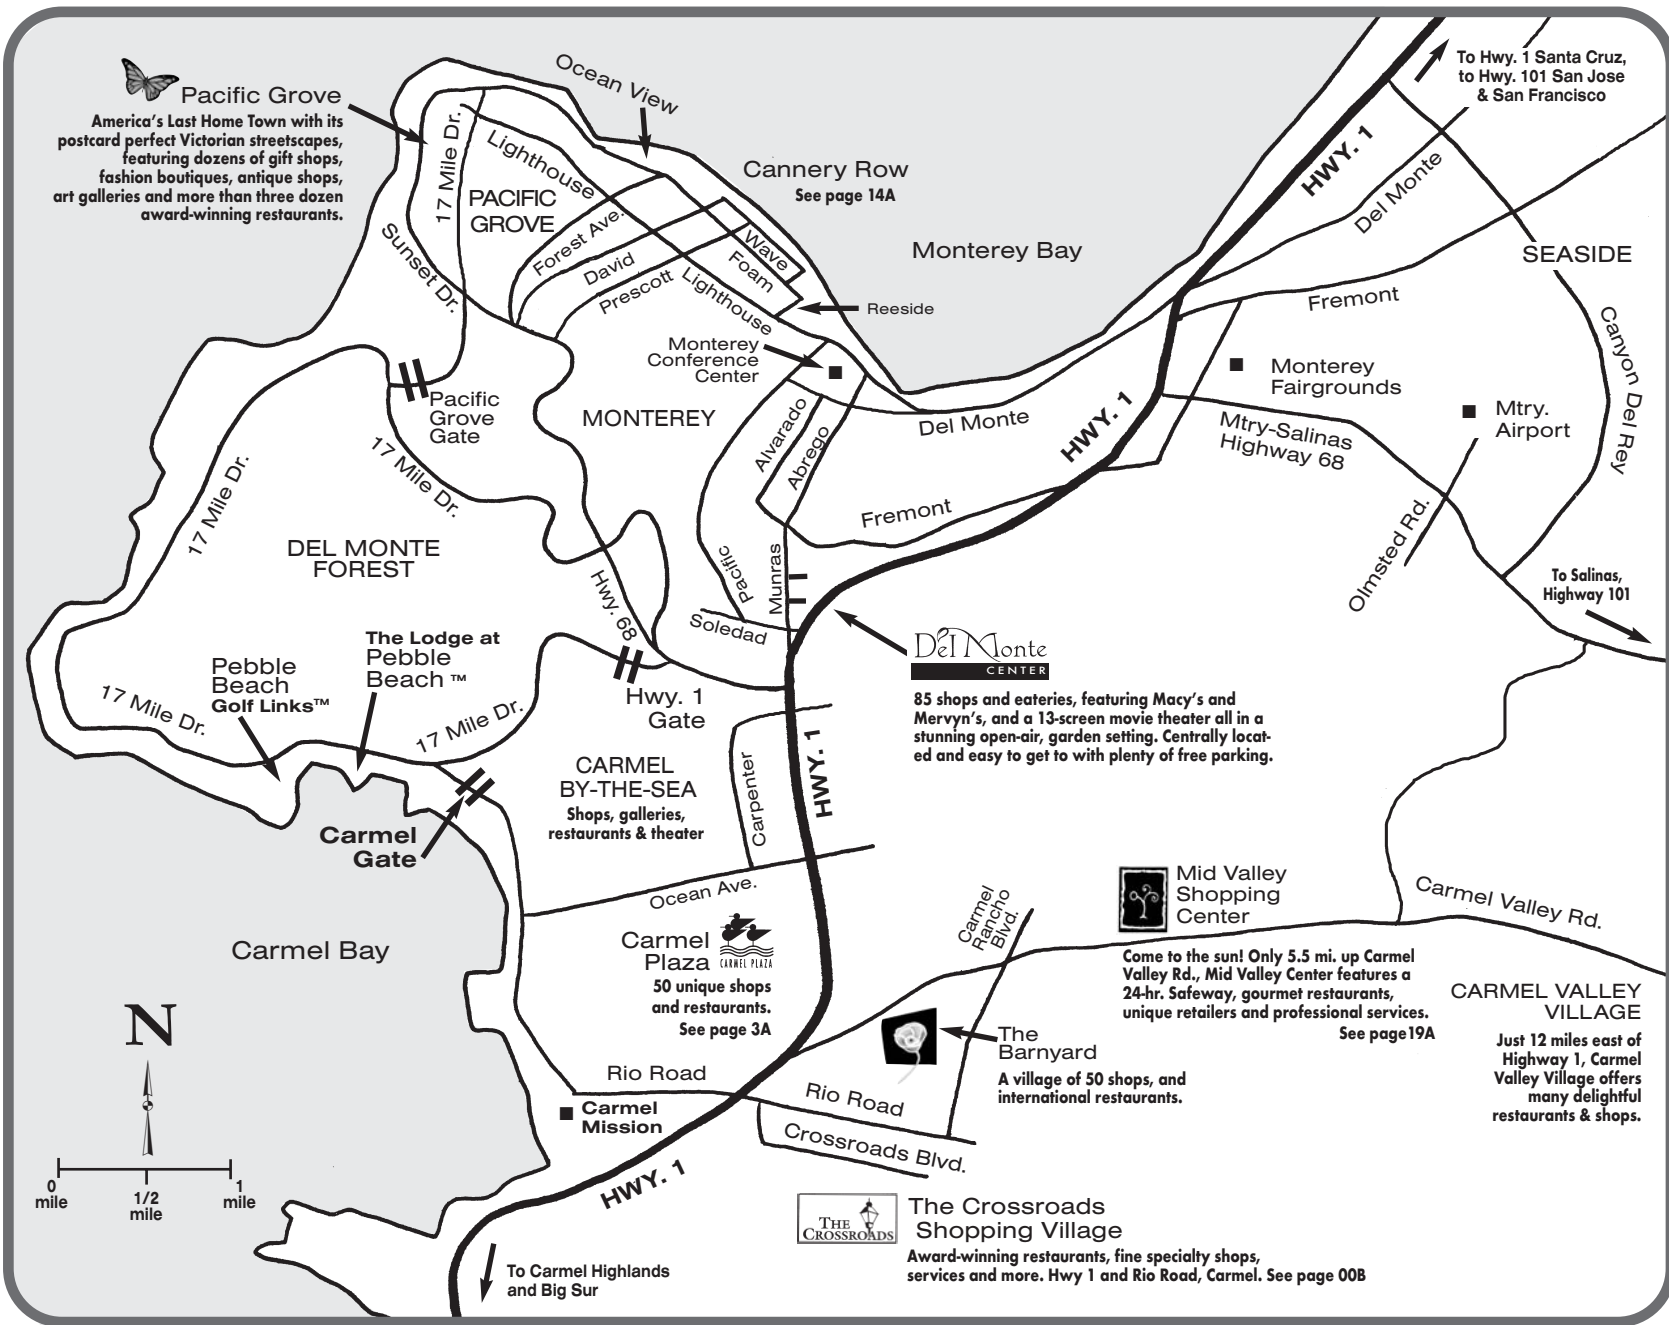 Pacific Grove
America's Last Home Town with its
postcard perfect Victorian streetscapes,
featuring dozens of gift shops,
fashion boutiques, antique shops,
art galleries and more than three dozen
award-winning restaurants.
Ocean View
Cannery Row
See page 14A
Monterey Bay
To Hwy. 1 Santa Cruz,
to Hwy. 101 San Jose
& San Francisco
HWY. 1
Del Monte
SEASIDE
Fremont
Canyon Del Rey
17 Mile Dr.
Lighthouse
PACIFIC
GROVE
Sunset Dr.
Forest Ave.
David
Prescott
Wave
Foam
Lighthouse
Reeside
Monterey
Conference
Center
Monterey
Fairgrounds
Mtry.
Airport
Mtry-Salinas
Highway 68
Olmsted Rd.
To Salinas,
Highway 101
Pacific
Grove
Gate
MONTEREY
Alvarado
Abrego
Del Monte
HWY. 1
Fremont
17 Mile Dr.
17 Mile Dr.
DEL MONTE
FOREST
Hwy. 68
Pacific
Munras
Soledad
Del Monte
CENTER
85 shops and eateries, featuring Macy's and
Mervyn's, and a 13-screen movie theater all in a
stunning open-air, garden setting. Centrally locat-
ed and easy to get to with plenty of free parking.
The Lodge at
Pebble
Beach ™
Pebble
Beach
Golf Links™
17 Mile Dr.
17 Mile Dr.
Hwy. 1
Gate
CARMEL
BY-THE-SEA
Shops, galleries,
restaurants & theater
Carpenter
HWY. 1
Carmel
Gate
Ocean Ave.
Carmel
Plaza
CARMEL PLAZA
50 unique shops
and restaurants.
See page 3A
Carmel Bay
Carmel
Rancho
Blvd.
Mid Valley
Shopping
Center
Come to the sun! Only 5.5 mi. up Carmel
Valley Rd., Mid Valley Center features a
24-hr. Safeway, gourmet restaurants,
unique retailers and professional services.
See page19A
Carmel Valley Rd.
CARMEL VALLEY
VILLAGE
Just 12 miles east of
Highway 1, Carmel
Valley Village offers
many delightful
restaurants & shops.
The
Barnyard
A village of 50 shops, and
international restaurants.
N
0
mile
1/2
mile
1
mile
Rio Road
Carmel
Mission
Rio Road
Crossroads Blvd.
HWY. 1
THE
CROSSROADS
The Crossroads
Shopping Village
Award-winning restaurants, fine specialty shops,
services and more. Hwy 1 and Rio Road, Carmel. See page 00B
To Carmel Highlands
and Big Sur